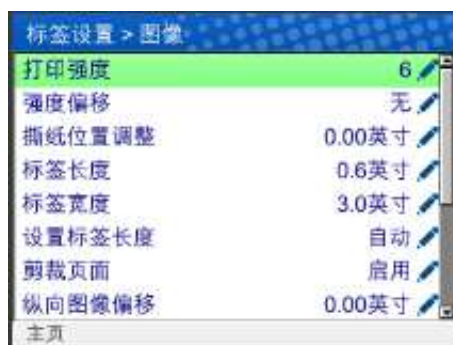 标签设置 > 图像
打印强度 6
强度偏移 无
撕纸位置调整 0.00英寸
标签长度 0.6英寸
标签宽度 3.0英寸
设置标签长度 自动
剪裁页面 启用
纵向图像偏移 0.00英寸
主页